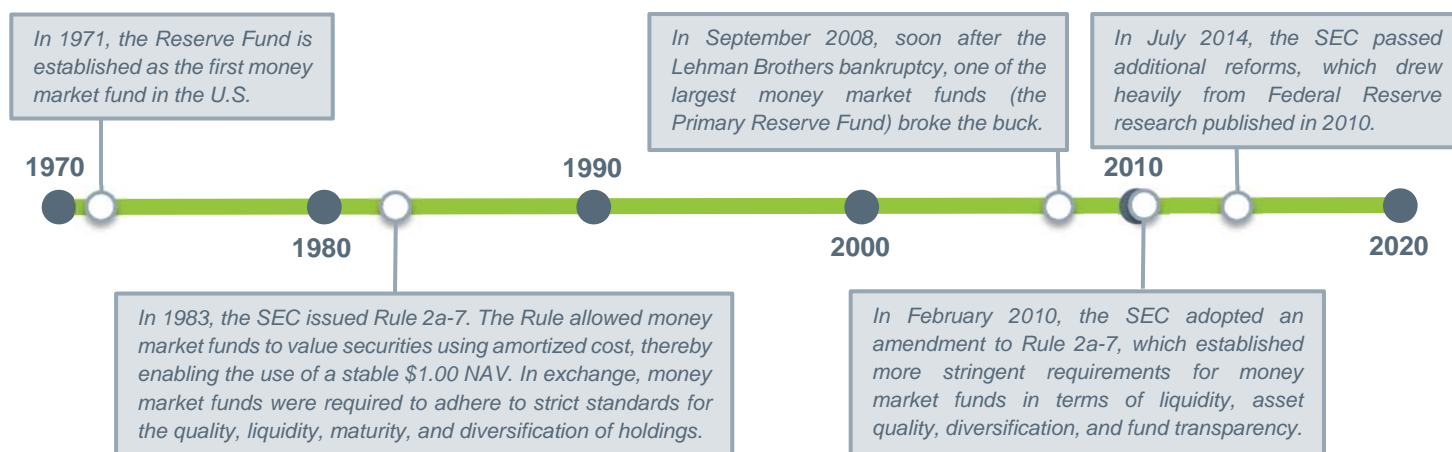 In 1971, the Reserve Fund is
established as the first money
market fund in the U.S.
In September 2008, soon after the
Lehman Brothers bankruptcy, one of the
largest money market funds (the
Primary Reserve Fund) broke the buck.
In July 2014, the SEC passed
additional reforms, which drew
heavily from Federal Reserve
research published in 2010.
1970
1990
2010
1980
2000
2020
In 1983, the SEC issued Rule 2a-7. The Rule allowed money
market funds to value securities using amortized cost, thereby
enabling the use of a stable $1.00 NAV. In exchange, money
market funds were required to adhere to strict standards for
the quality, liquidity, maturity, and diversification of holdings.
In February 2010, the SEC adopted an
amendment to Rule 2a-7, which established
more stringent requirements for money
market funds in terms of liquidity, asset
quality, diversification, and fund transparency.